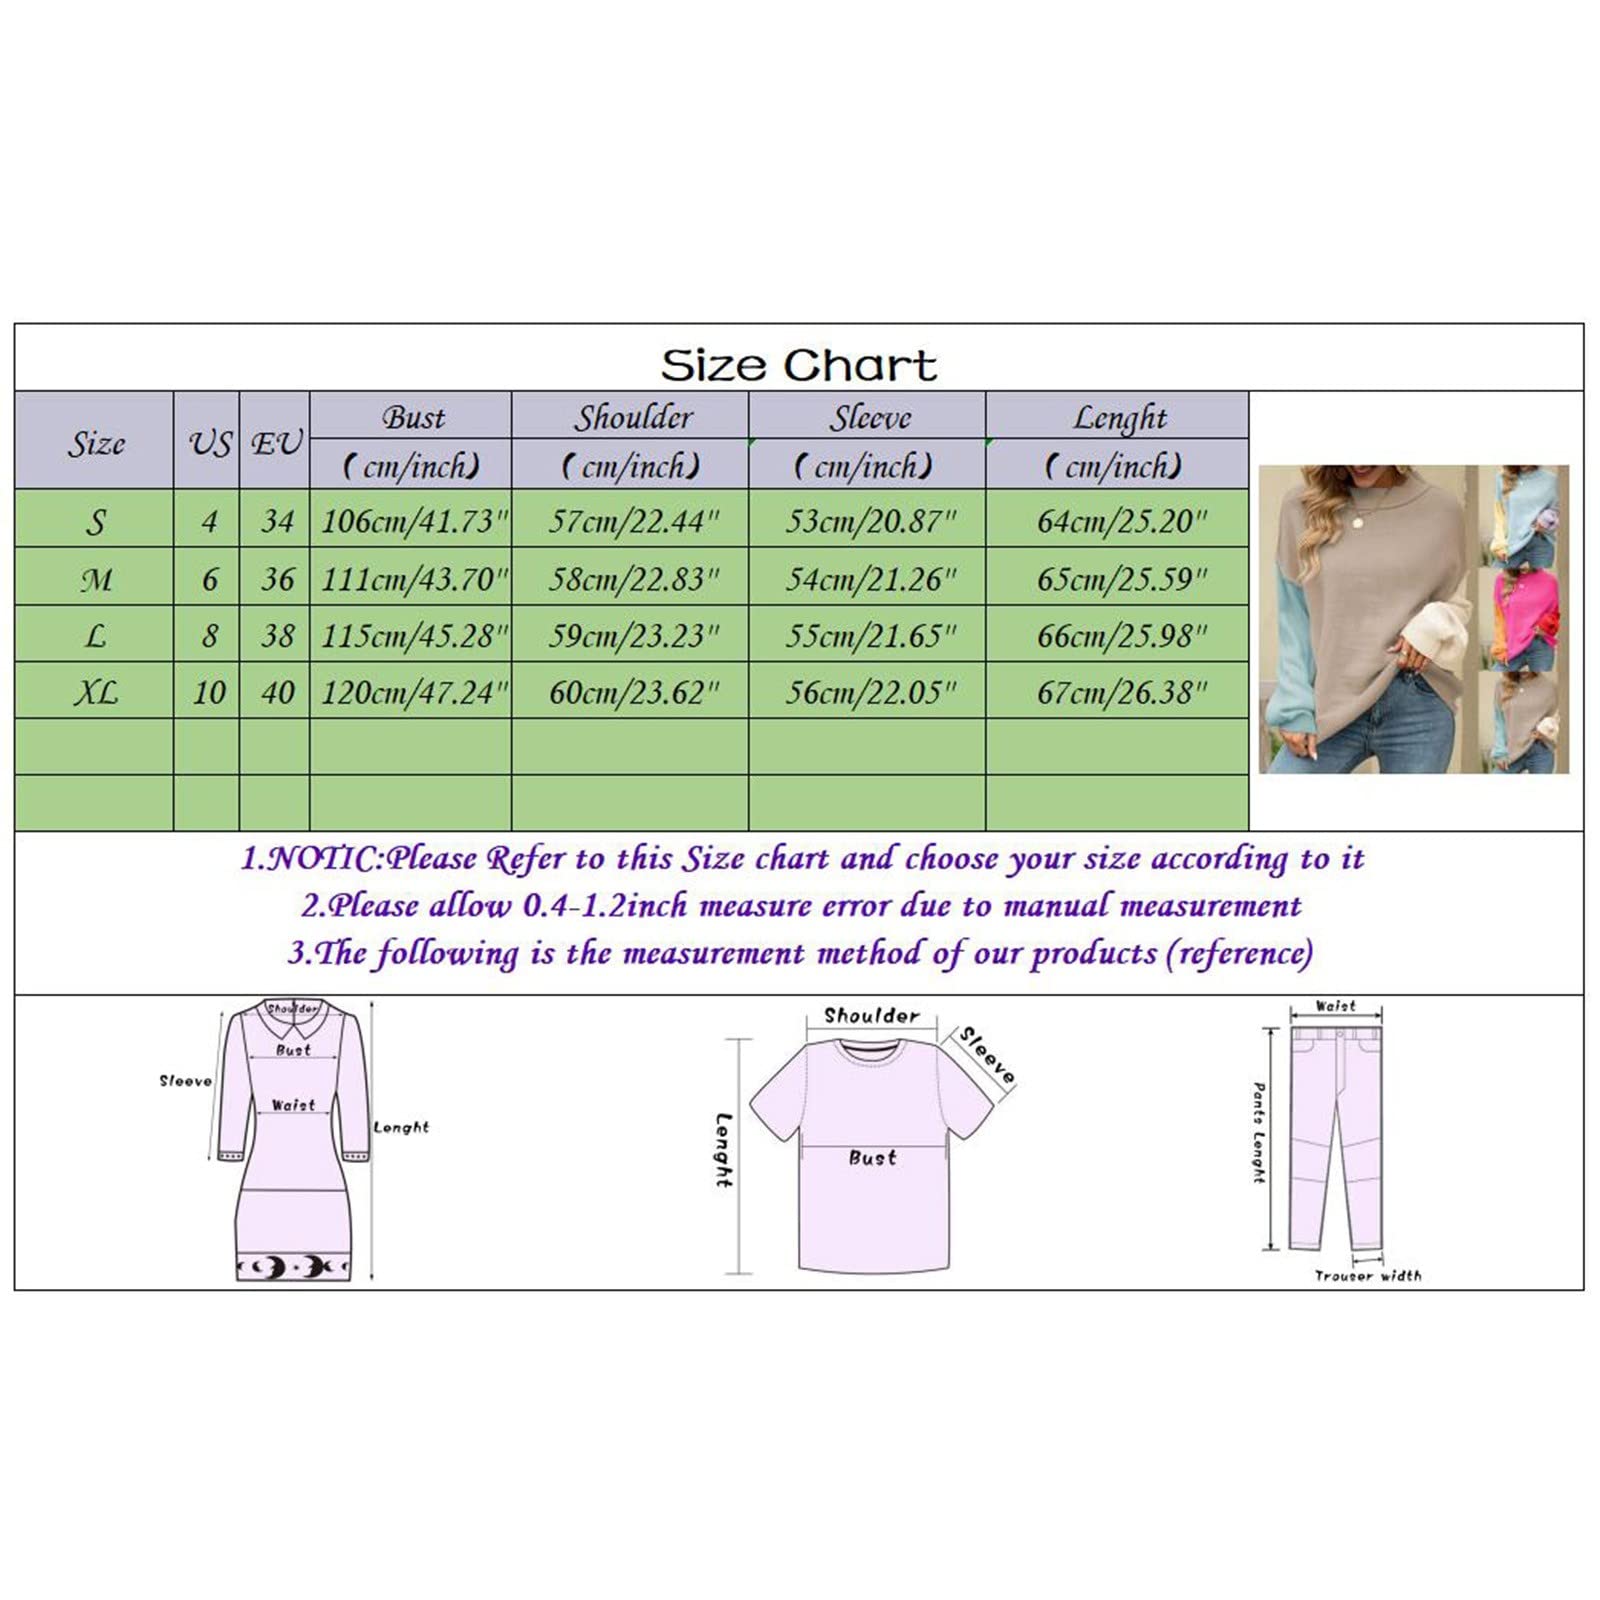 Size Chart
Size US EU Bust Shoulder Sleeve Lenght
(cm/inch) (cm/inch) (cm/inch) (cm/inch)
S 4 34 106cm/41.73" 57cm/22.44" 53cm/20.87" 64cm/25.20"
M 6 36 111cm/43.70" 58cm/22.83" 54cm/21.26" 65cm/25.59"
L 8 38 115cm/45.28" 59cm/23.23" 55cm/21.65" 66cm/25.98"
XL 10 40 120cm/47.24" 60cm/23.62" 56cm/22.05" 67cm/26.38"
1.NOTIC:Please Refer to this Size chart and choose your size according to it
2.Please allow 0.4-1.2inch measure error due to manual measurement
3.The following is the measurement method of our products (reference)
Shoulder
Bust
Sleeve
Waist
Lenght
Shoulder
Sleeve
Lenght
Bust
Waist
Pants Lenght
Trouser width